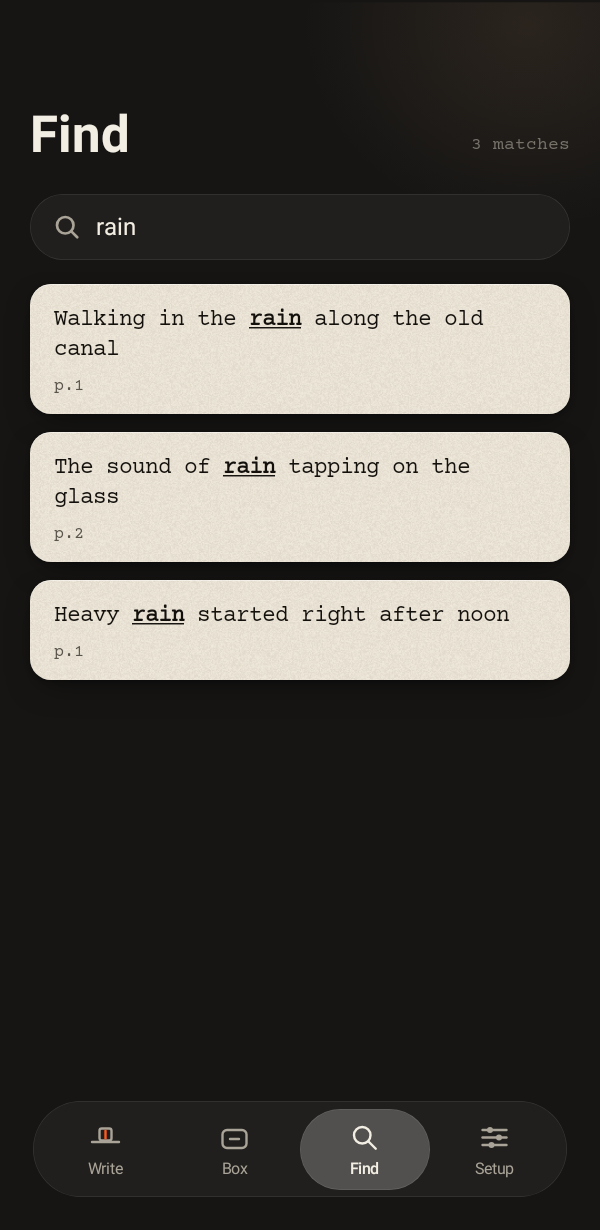 Find
3 matches
rain
Walking in the rain along the old
canal
p.1
The sound of rain tapping on the
glass
p.2
Heavy rain started right after noon
p.1
Write
Box
Find
Setup